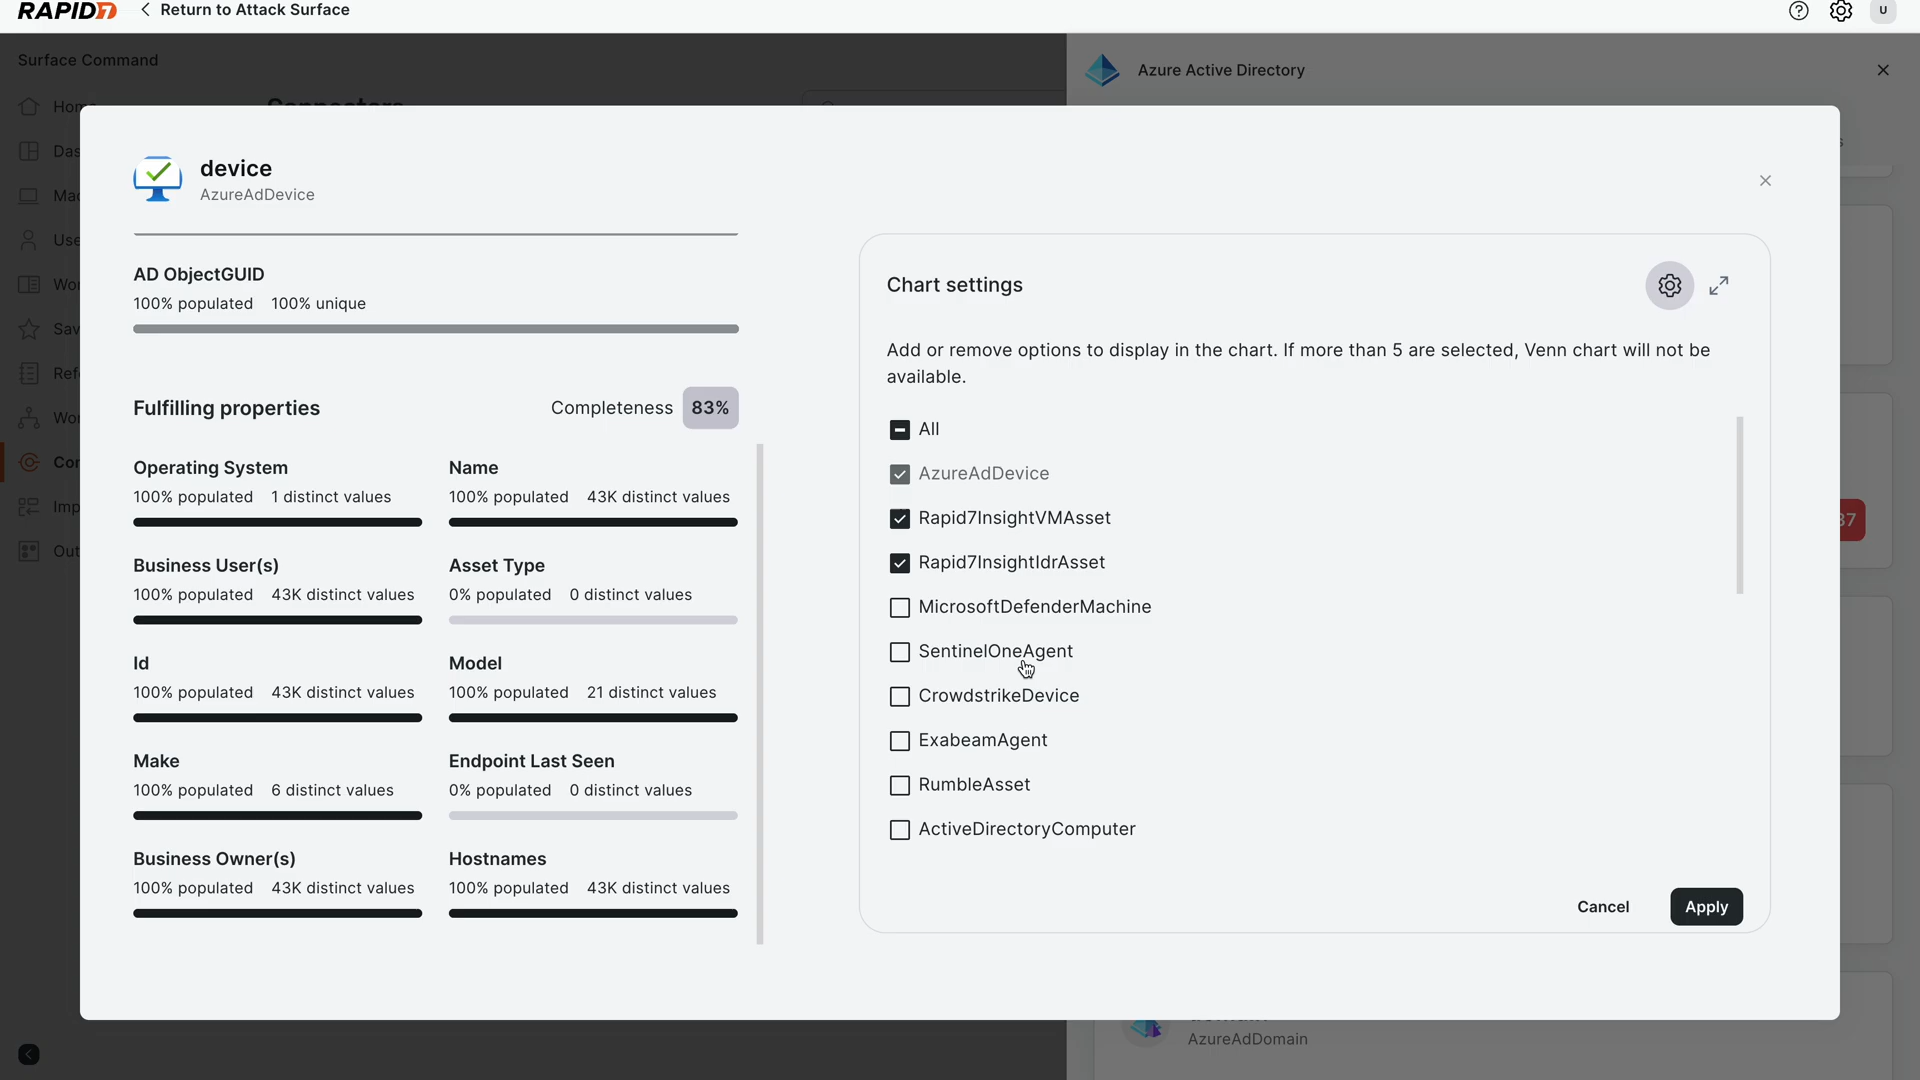 RAPID7
Return to Attack Surface
U
Surface Command
Azure Active Directory
device
AzureAdDevice
AD ObjectGUID
100% populated 100% unique
Fulfilling properties
Completeness 83%
Operating System
100% populated 1 distinct values
Name
100% populated 43K distinct values
Business User(s)
100% populated 43K distinct values
Asset Type
0% populated 0 distinct values
Id
100% populated 43K distinct values
Model
100% populated 21 distinct values
Make
100% populated 6 distinct values
Endpoint Last Seen
0% populated 0 distinct values
Business Owner(s)
100% populated 43K distinct values
Hostnames
100% populated 43K distinct values
Chart settings
Add or remove options to display in the chart. If more than 5 are selected, Venn chart will not be
available.
All
AzureAdDevice
Rapid7InsightVMAsset
Rapid7InsightIdrAsset
MicrosoftDefenderMachine
SentinelOneAgent
CrowdstrikeDevice
ExabeamAgent
RumbleAsset
ActiveDirectoryComputer
Cancel
Apply
AzureAdDomain